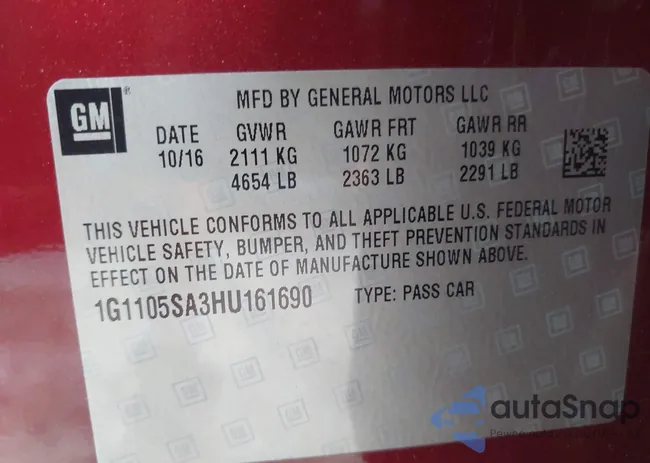 GM
MFD BY GENERAL MOTORS LLC
DATE GVWR GAWR FRT GAWR RR
10/16 2111 KG 1072 KG 1039 KG
4654 LB 2363 LB 2291 LB
THIS VEHICLE CONFORMS TO ALL APPLICABLE U.S. FEDERAL MOTOR
VEHICLE SAFETY, BUMPER, AND THEFT PREVENTION STANDARDS IN
EFFECT ON THE DATE OF MANUFACTURE SHOWN ABOVE.
1G1105SA3HU161690 TYPE: PASS CAR
autoSnap